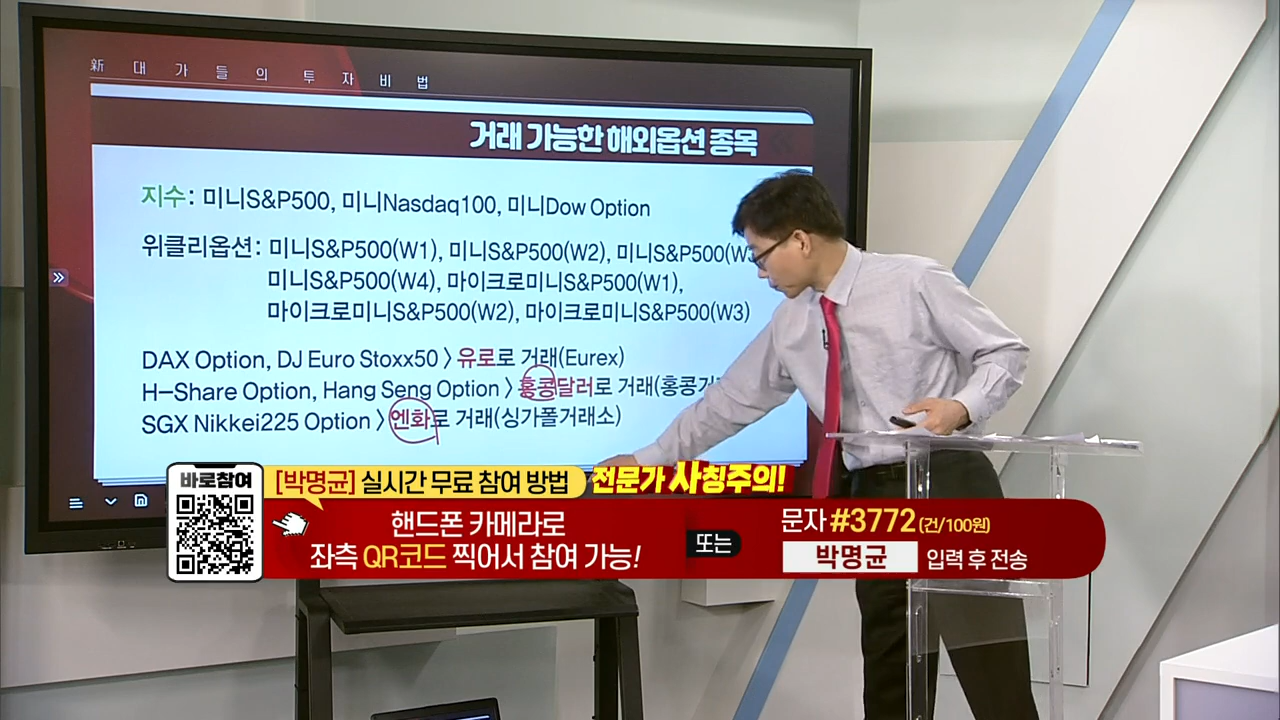 新 대가들의 투자비법
거래 가능한 해외옵션 종목
지수: 미니S&P500, 미니Nasdaq100, 미니Dow Option
위클리옵션: 미니S&P500(W1), 미니S&P500(W2), 미니S&P500(W3
미니S&P500(W4), 마이크로미니S&P500(W1),
마이크로미니S&P500(W2), 마이크로미니S&P500(W3)
DAX Option, DJ Euro Stoxx50 > 유로로 거래(Eurex)
H-Share Option, Hang Seng Option > 홍콩달러로 거래(홍콩거
SGX Nikkei225 Option > 엔화로 거래(싱가폴거래소)
바로참여
[박명균] 실시간 무료 참여 방법
전문가 사칭주의!
핸드폰 카메라로
좌측 QR코드 찍어서 참여 가능!
또는
문자 #3772 (건/100원)
박명균 입력 후 전송